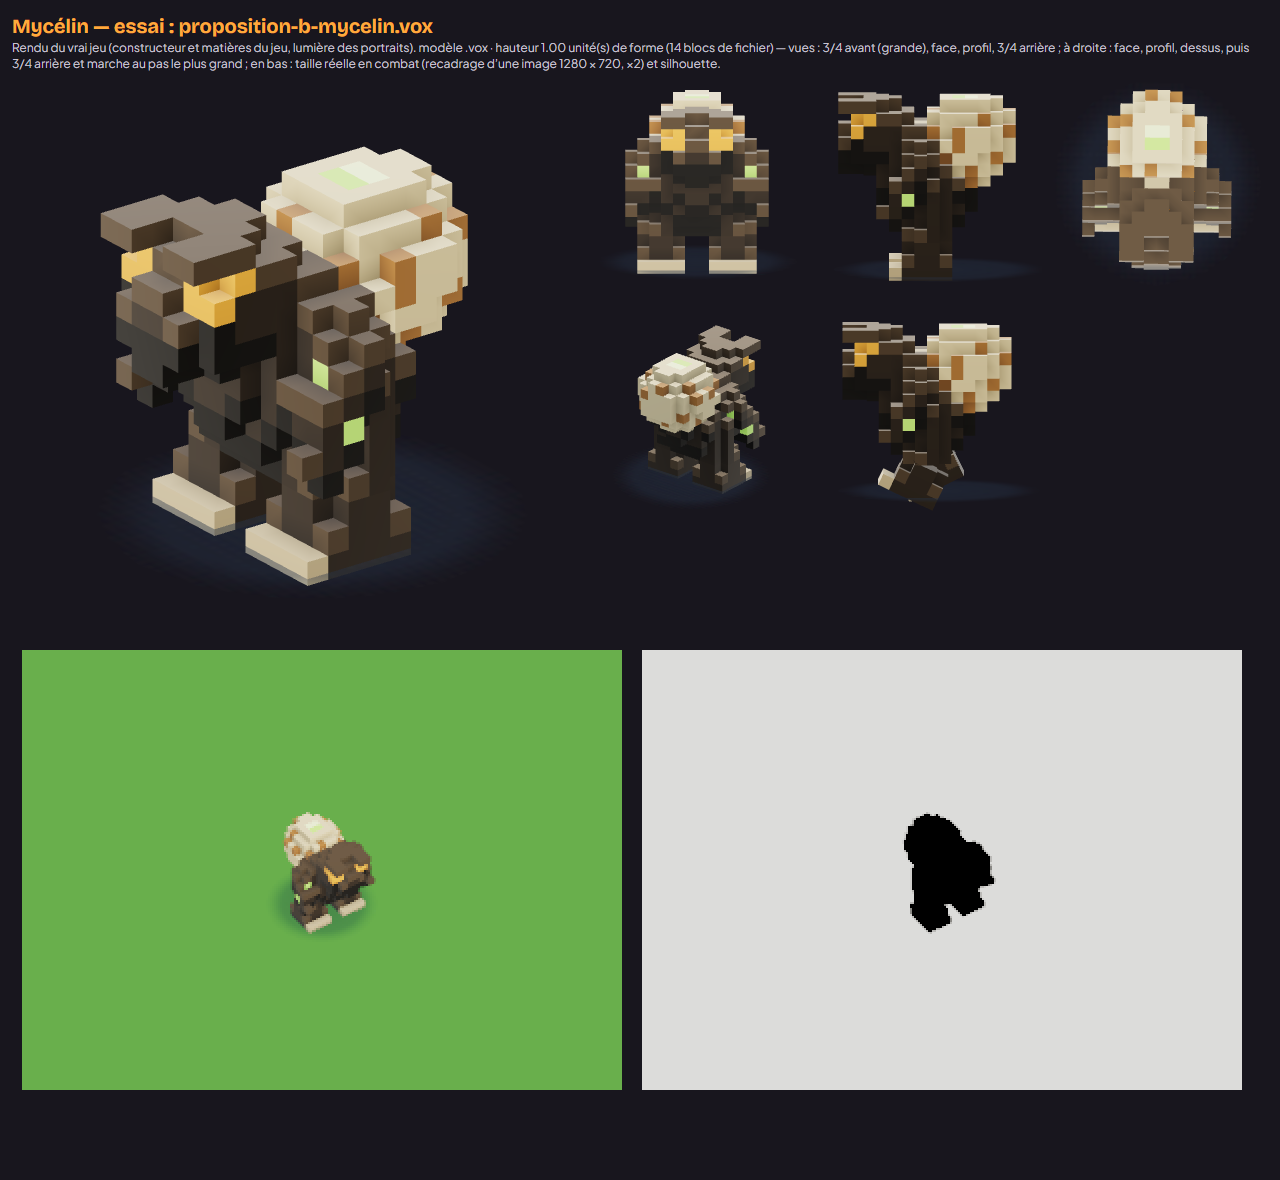 Mycélin — essai : proposition-b-mycelin.vox
Rendu du vrai jeu (constructeur et matières du jeu, lumière des portraits). modèle .vox · hauteur 1.00 unité(s) de forme (14 blocs de fichier) — vues : 3/4 avant (grande), face, profil, 3/4 arrière ; à droite : face, profil, dessus, puis
3/4 arrière et marche au pas le plus grand ; en bas : taille réelle en combat (recadrage d'une image 1280 × 720, ×2) et silhouette.